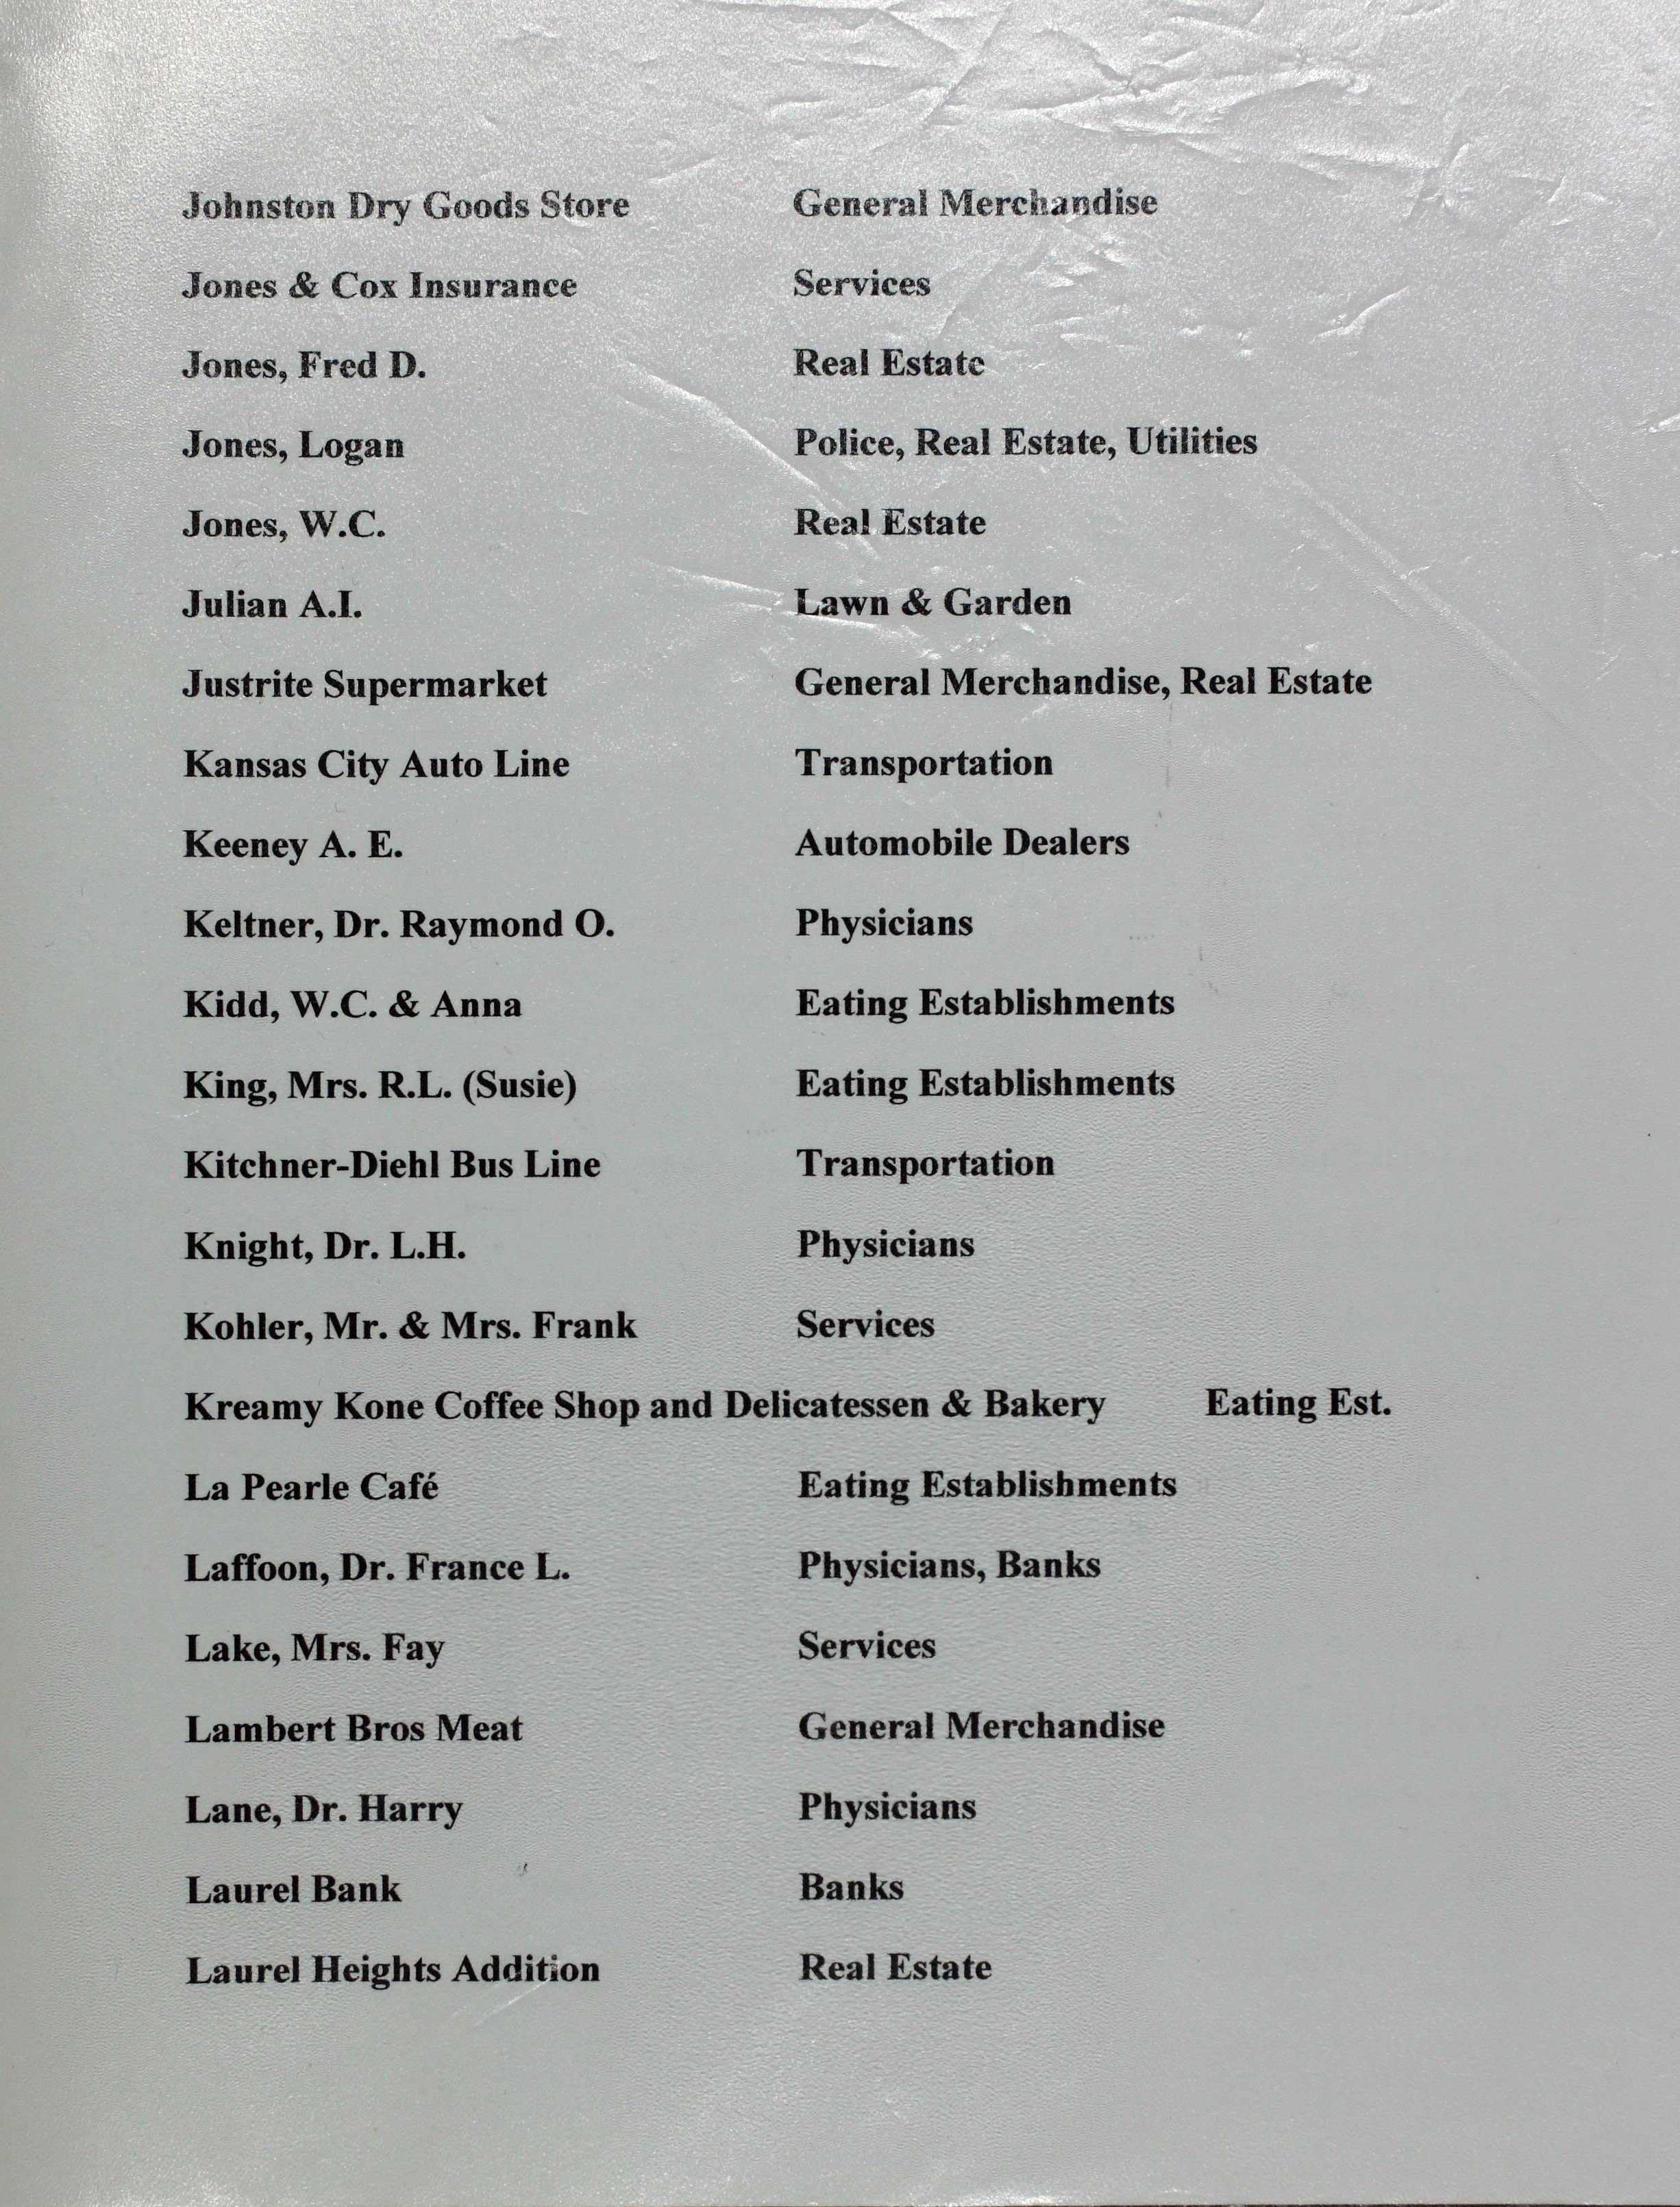 Johnston Dry Goods Store General Merchandise
Jones & Cox Insurance Services
Jones, Fred D. Real Estate
Jones, Logan Police, Real Estate, Utilities
Jones, W.C. Real Estate
Julian A.I. Lawn & Garden
Justrite Supermarket General Merchandise, Real Estate
Kansas City Auto Line Transportation
Keeney A. E. Automobile Dealers
Keltner, Dr. Raymond O. Physicians
Kidd, W.C. & Anna Eating Establishments
King, Mrs. R.L. (Susie) Eating Establishments
Kitchner-Diehl Bus Line Transportation
Knight, Dr. L.H. Physicians
Kohler, Mr. & Mrs. Frank Services
Kreamy Kone Coffee Shop and Delicatessen & Bakery Eating Est.
La Pearle Café Eating Establishments
Laffoon, Dr. France L. Physicians, Banks
Lake, Mrs. Fay Services
Lambert Bros Meat General Merchandise
Lane, Dr. Harry Physicians
Laurel Bank Banks
Laurel Heights Addition Real Estate